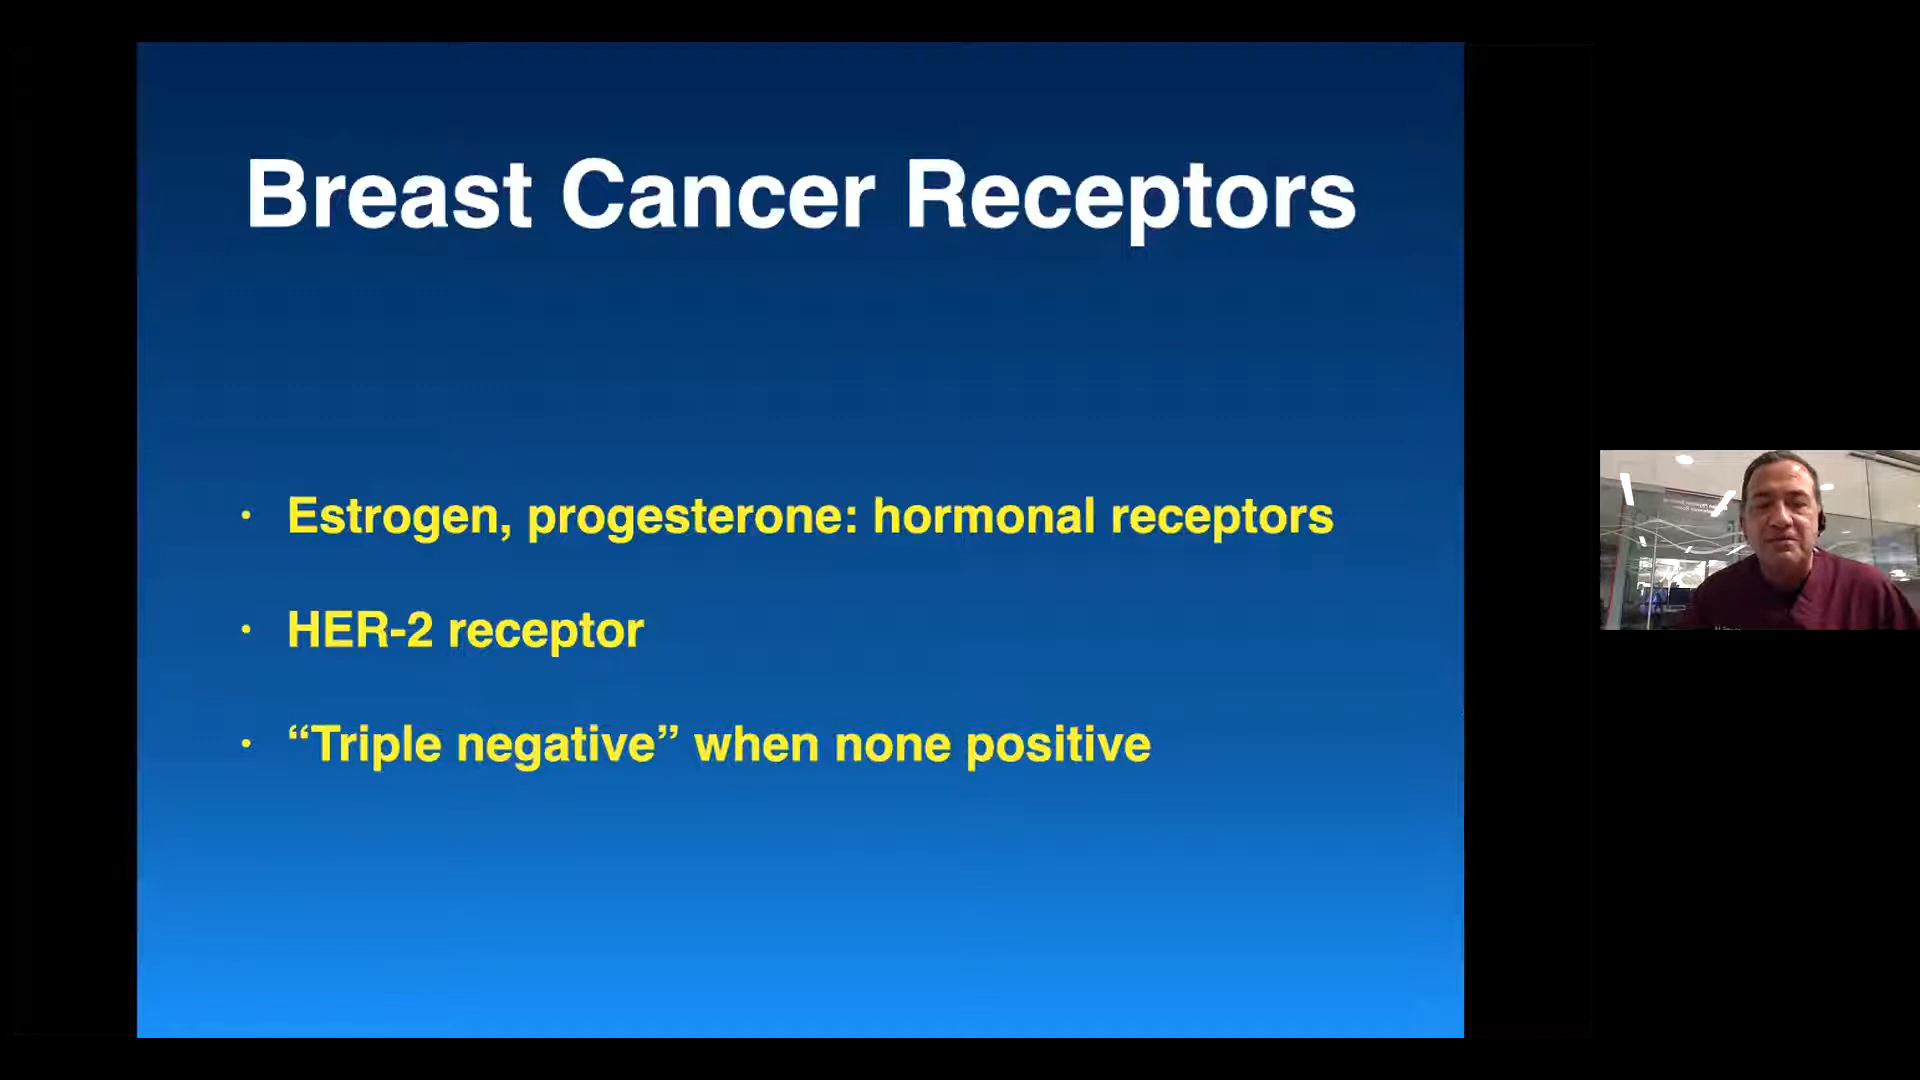 Breast Cancer Receptors
• Estrogen, progesterone: hormonal receptors
• HER-2 receptor
• “Triple negative” when none positive